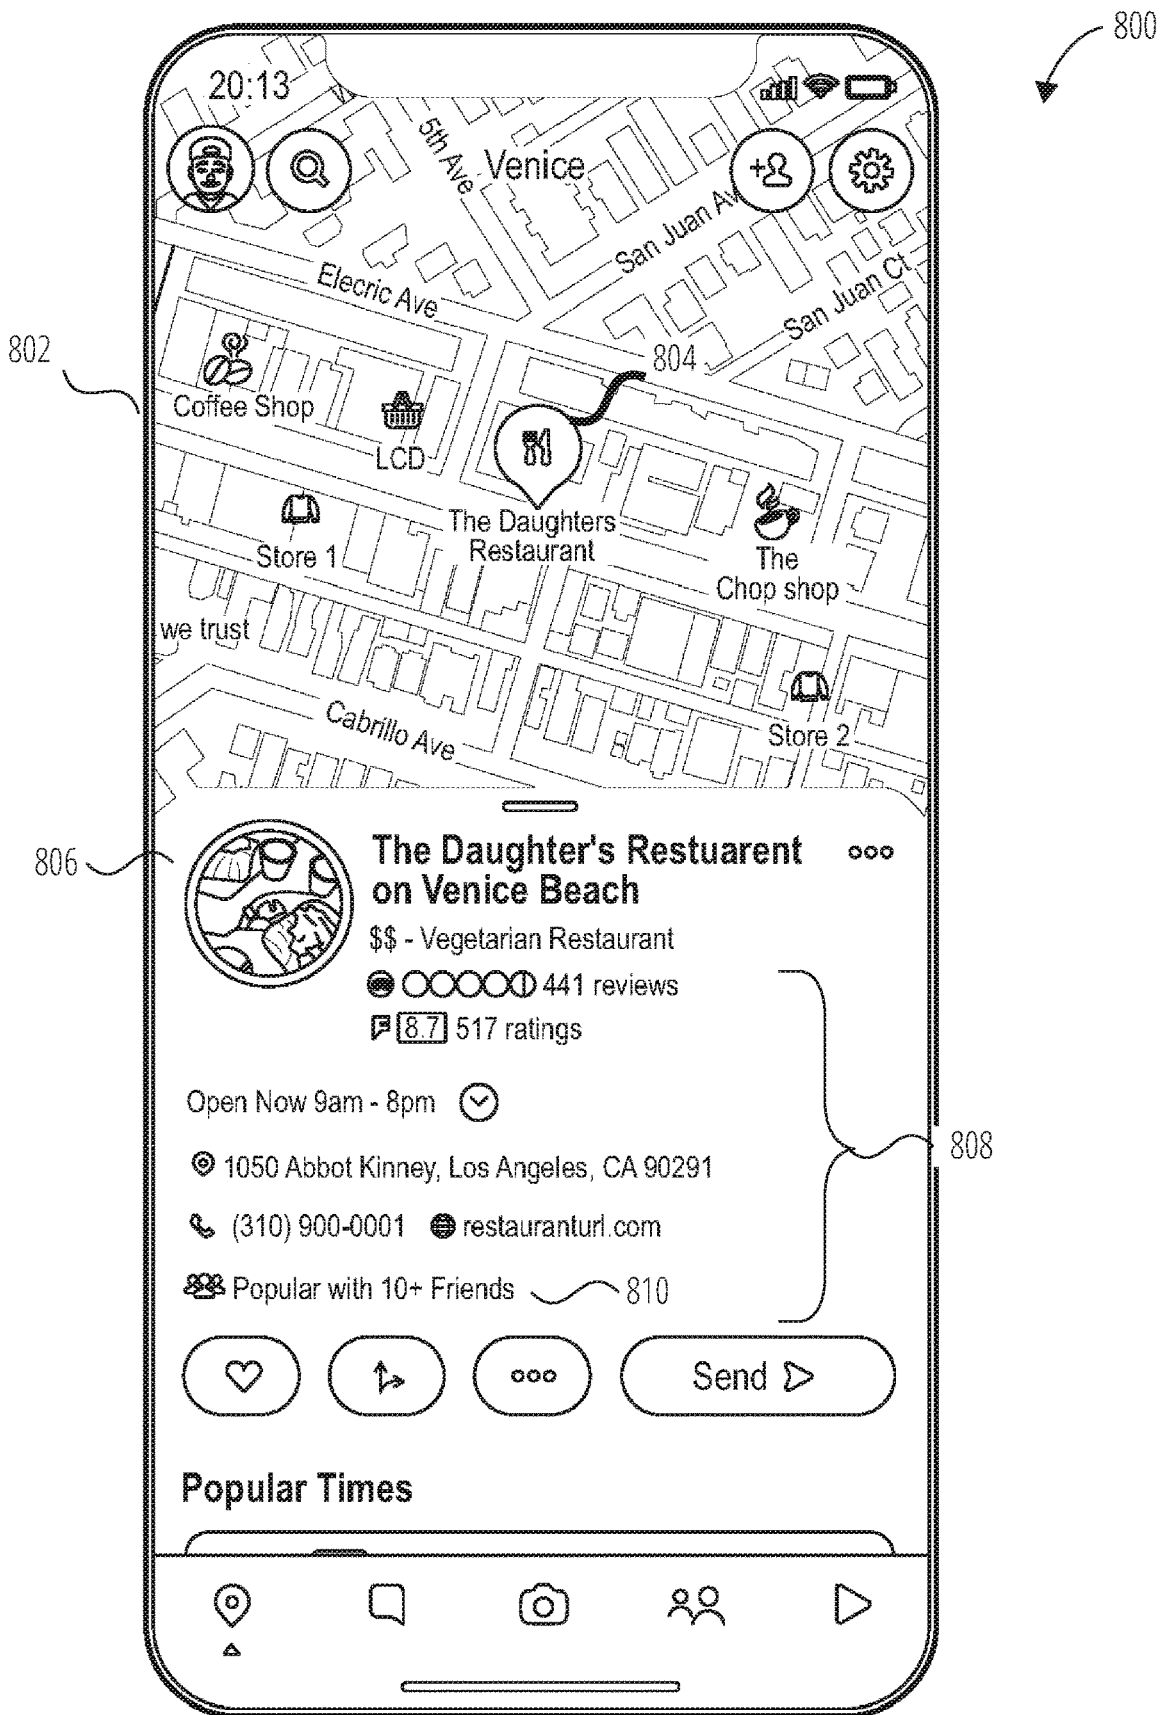 800
20:13
5th Ave
Venice
San Juan Av
San Juan Ct
Elecric Ave
802
804
Coffee Shop
LCD
The Daughters
Restaurant
Store 1
The
Chop shop
we trust
Cabrillo Ave
Store 2
806
The Daughter's Restuarent
on Venice Beach
$$ - Vegetarian Restaurant
441 reviews
8.7 517 ratings
Open Now 9am - 8pm
808
1050 Abbot Kinney, Los Angeles, CA 90291
(310) 900-0001 restauranturl.com
Popular with 10+ Friends 810
Send
Popular Times